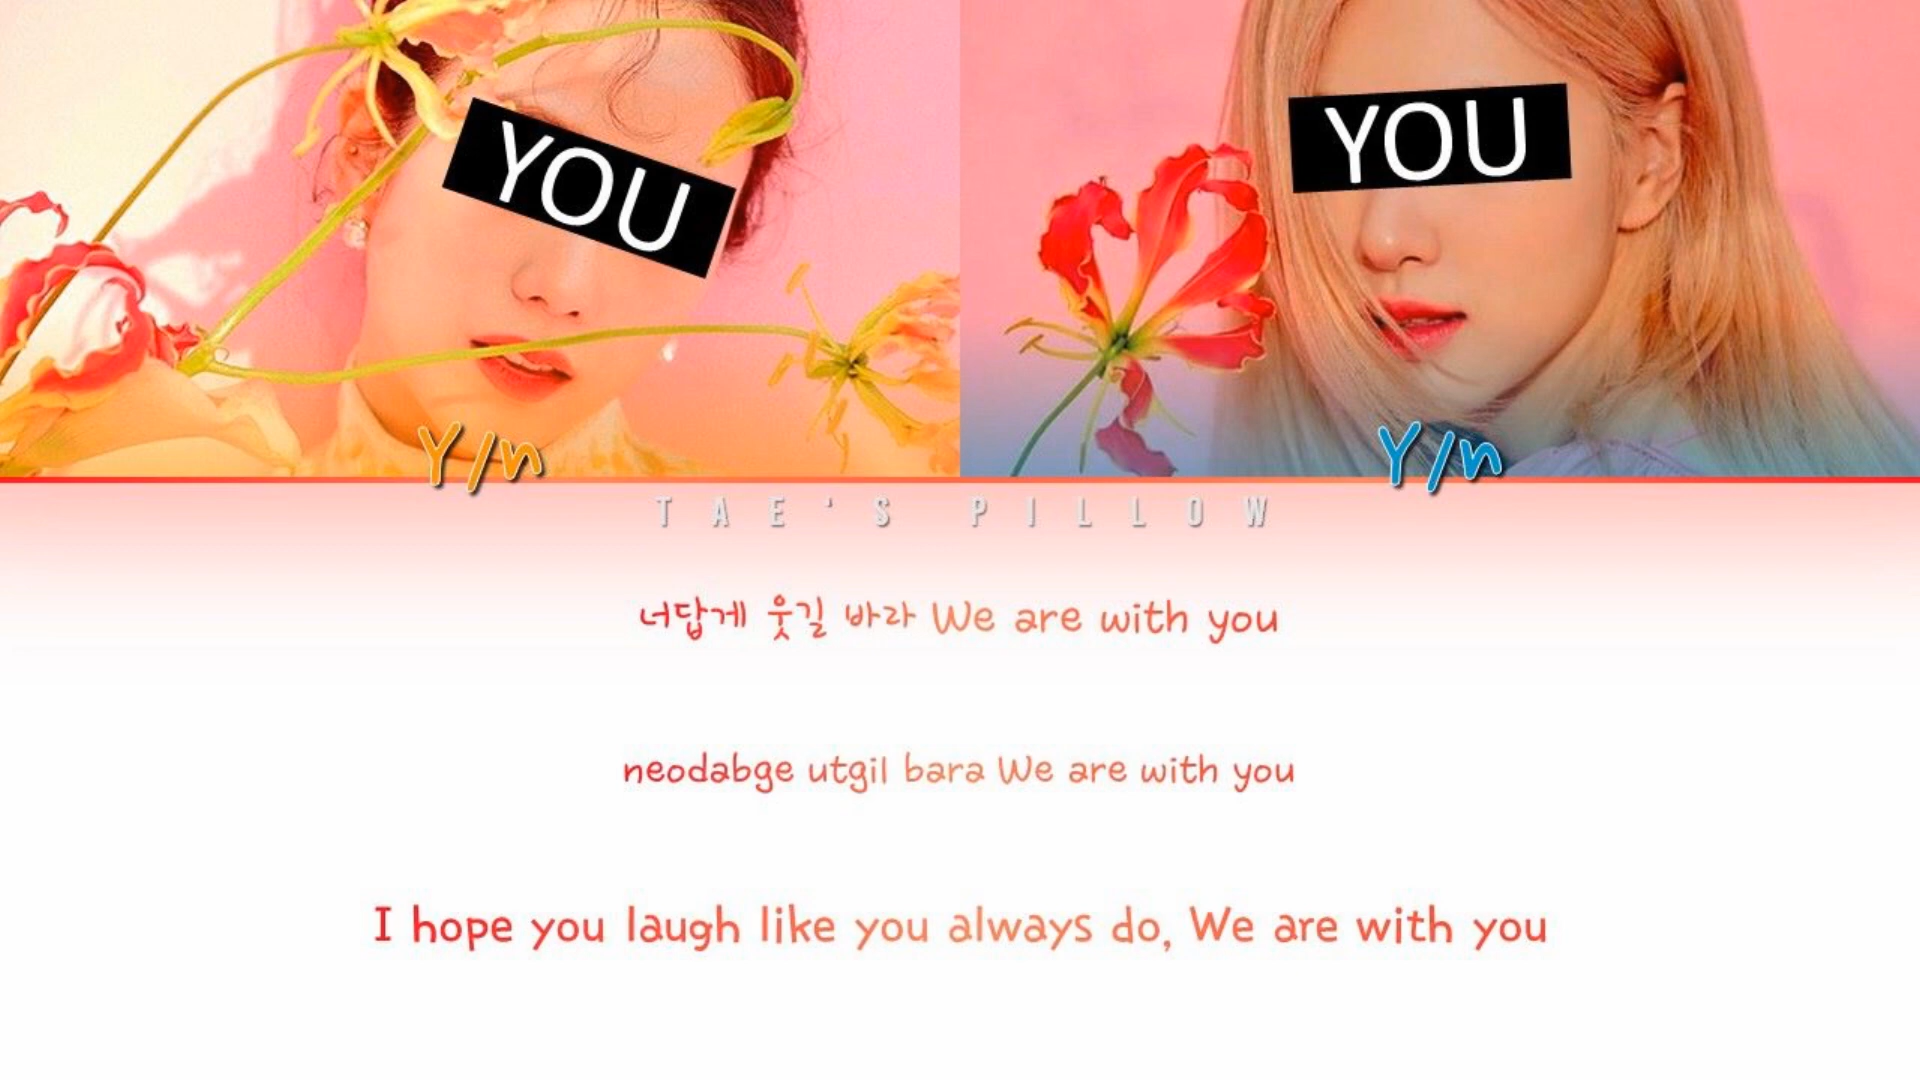 YOU
YOU
Y/n
Y/n
TAE'S PILLOW
너답게 웃길 바라 We are with you
neodabge utgil bara We are with you
I hope you laugh like you always do, We are with you